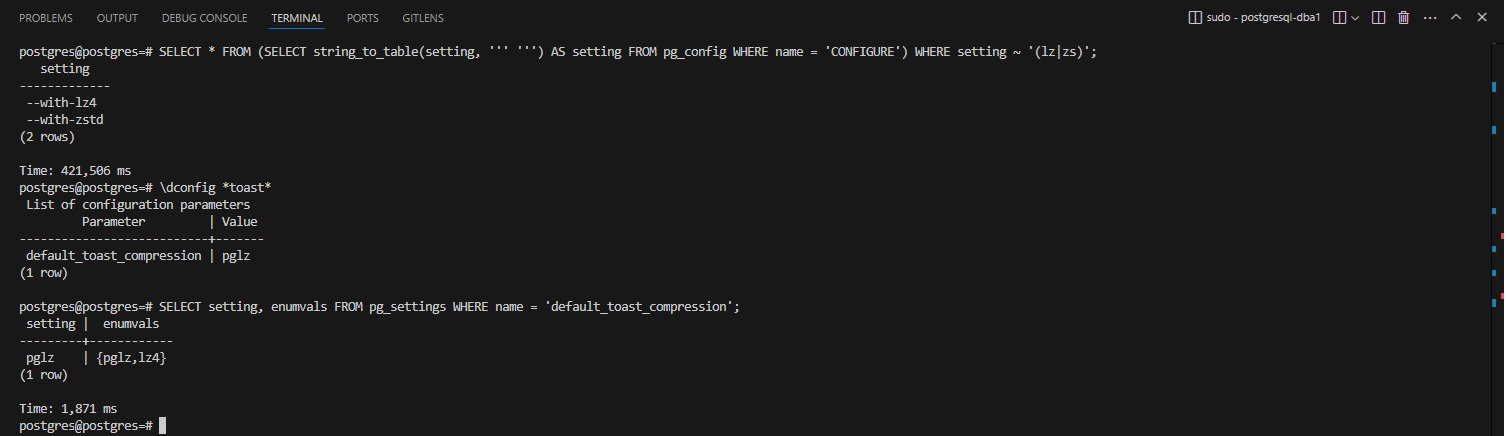 PROBLEMS OUTPUT DEBUG CONSOLE TERMINAL PORTS GITLENS sudo - postgresql-dba1
postgres@postgres=# SELECT * FROM (SELECT string_to_table(setting, ''' ''') AS setting FROM pg_config WHERE name = 'CONFIGURE') WHERE setting ~ '(lz|zs)';
   setting
-------------
 --with-lz4
 --with-zstd
(2 rows)

Time: 421,506 ms
postgres@postgres=# \dconfig *toast*
 List of configuration parameters
         Parameter         | Value
---------------------------+-------
 default_toast_compression | pglz
(1 row)

postgres@postgres=# SELECT setting, enumvals FROM pg_settings WHERE name = 'default_toast_compression';
 setting |  enumvals
---------+------------
 pglz    | {pglz,lz4}
(1 row)

Time: 1,871 ms
postgres@postgres=#